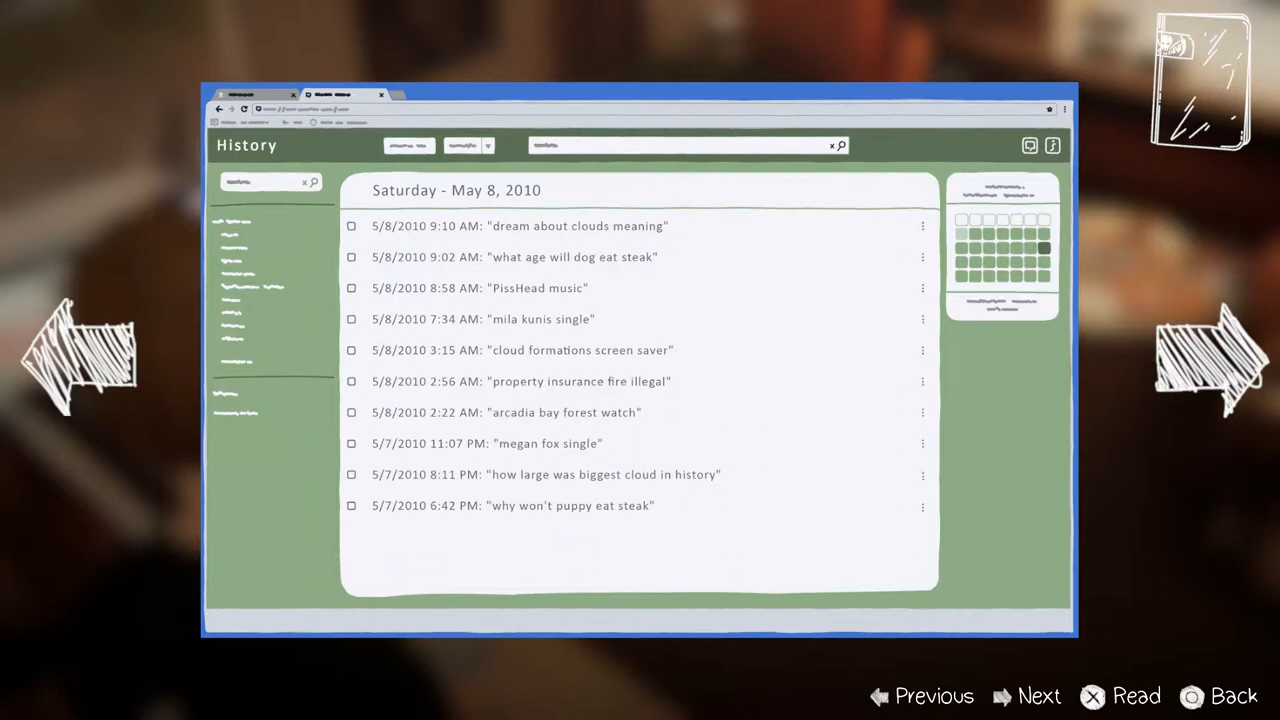 History
Saturday - May 8, 2010
5/8/2010 9:10 AM: "dream about clouds meaning"
5/8/2010 9:02 AM: "what age will dog eat steak"
5/8/2010 8:58 AM: "PissHead music"
5/8/2010 7:34 AM: "mila kunis single"
5/8/2010 3:15 AM: "cloud formations screen saver"
5/8/2010 2:56 AM: "property insurance fire illegal"
5/8/2010 2:22 AM: "arcadia bay forest watch"
5/7/2010 11:07 PM: "megan fox single"
5/7/2010 8:11 PM: "how large was biggest cloud in history"
5/7/2010 6:42 PM: "why won't puppy eat steak"
Previous Next Read Back